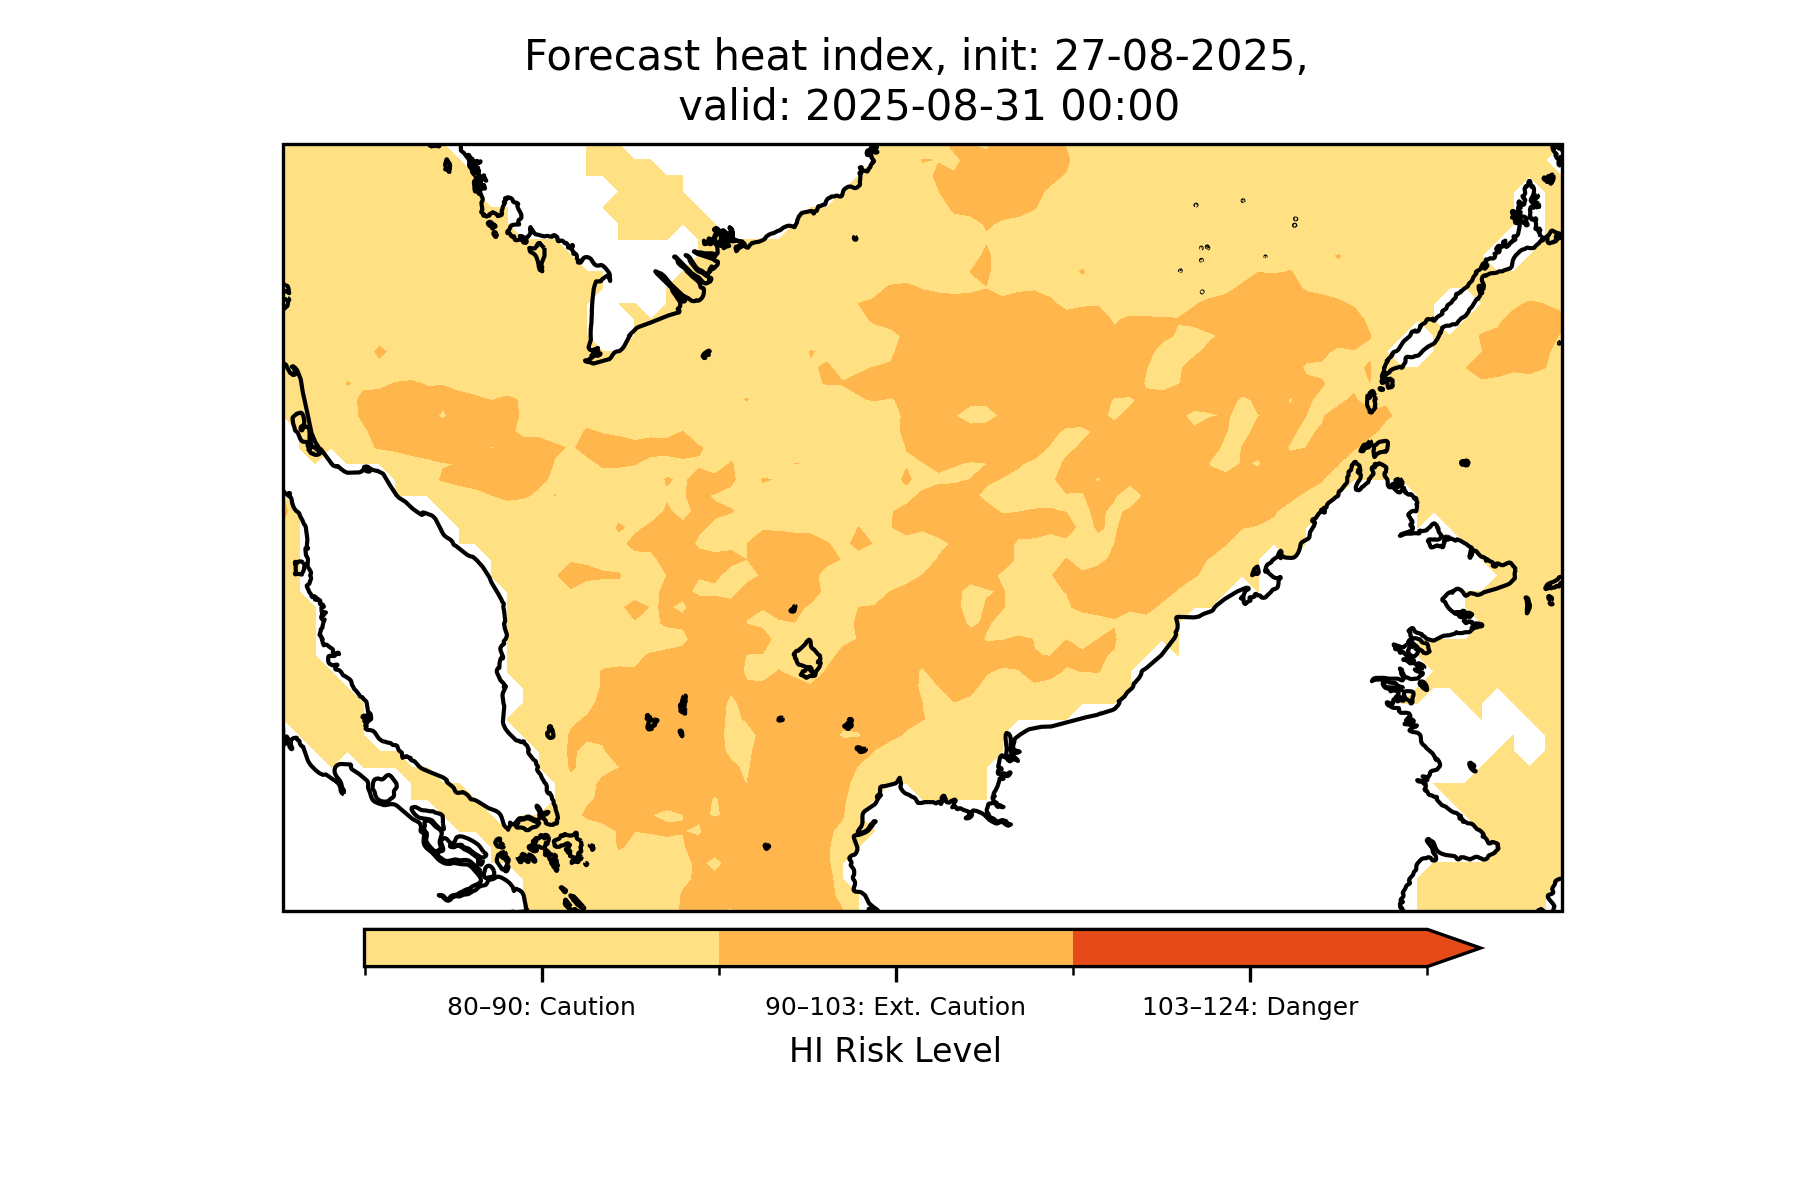 Forecast heat index, init: 27-08-2025,
valid: 2025-08-31 00:00
80–90: Caution
90–103: Ext. Caution
103–124: Danger
HI Risk Level